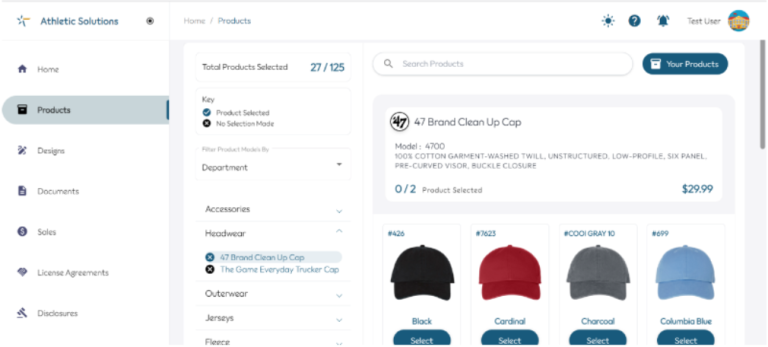 Athletic Solutions
Home / Products
Test User
Home
Products
Designs
Documents
Sales
License Agreements
Disclosures
Total Products Selected 27 / 125
Key
Product Selected
No Selection Made
Filter Product Models By
Department
Accessories
Headwear
47 Brand Clean Up Cap
The Game Everyday Trucker Cap
Outerwear
Jerseys
Fleece
Search Products
Your Products
47
47 Brand Clean Up Cap
Model : 4700
100% COTTON GARMENT-WASHED TWILL, UNSTRUCTURED, LOW-PROFILE, SIX PANEL,
PRE-CURVED VISOR, BUCKLE CLOSURE
0 / 2 Product Selected $29.99
#426 #7623 #COOl GRAY 10 #699
Black Cardinal Charcoal Columbia Blue
Select Select Select Select